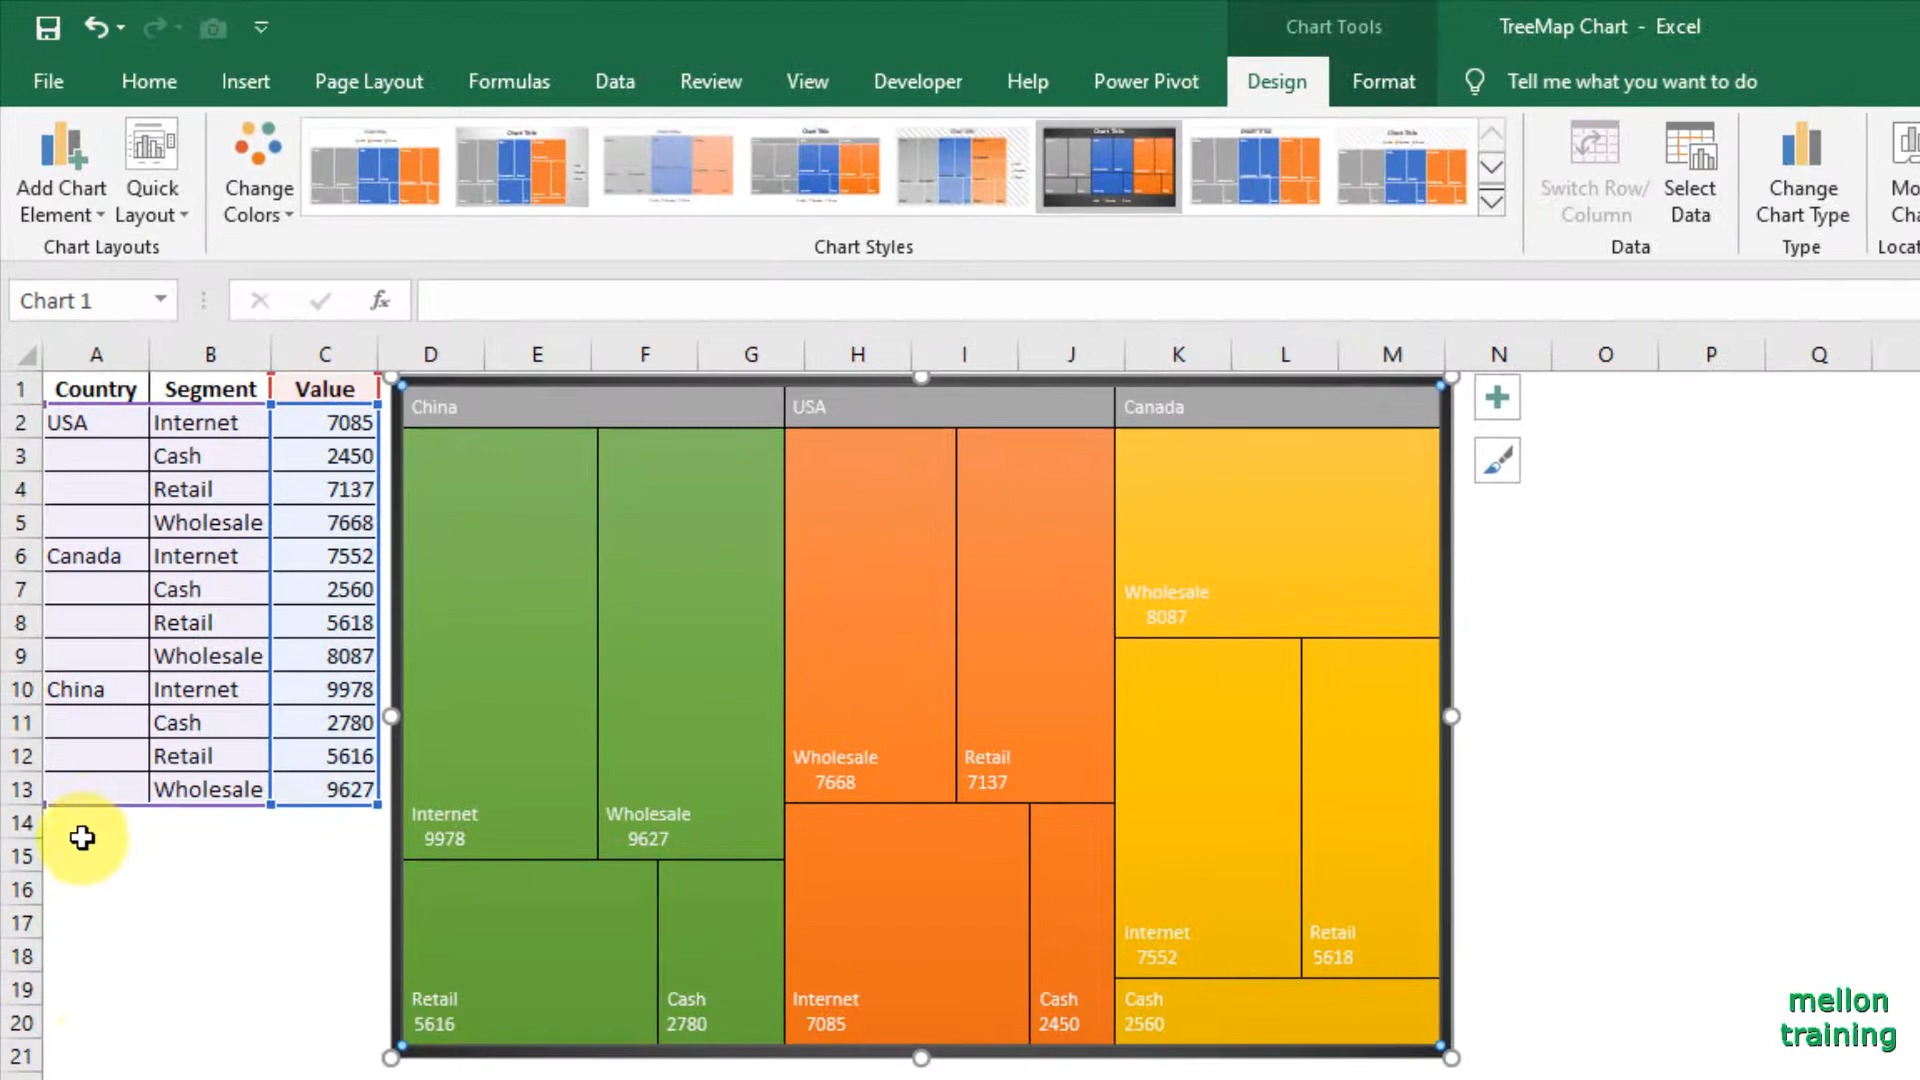 Chart Tools
TreeMap Chart - Excel
File Home Insert Page Layout Formulas Data Review View Developer Help Power Pivot Design Format Tell me what you want to do
Add Chart Element
Quick Layout
Chart Layouts
Change Colors
Chart Styles
Switch Row/ Column
Select Data
Data
Change Chart Type
Type
Mo
Cha
Locat
Chart 1
fx
A B C D E F G H I J K L M N O P Q
1 Country Segment Value
2 USA Internet 7085
3 Cash 2450
4 Retail 7137
5 Wholesale 7668
6 Canada Internet 7552
7 Cash 2560
8 Retail 5618
9 Wholesale 8087
10 China Internet 9978
11 Cash 2780
12 Retail 5616
13 Wholesale 9627
14
15
16
17
18
19
20
21
China
Internet
9978
Wholesale
9627
Retail
5616
Cash
2780
USA
Wholesale
7668
Retail
7137
Internet
7085
Cash
2450
Canada
Wholesale
8087
Internet
7552
Retail
5618
Cash
2560
mellon
training